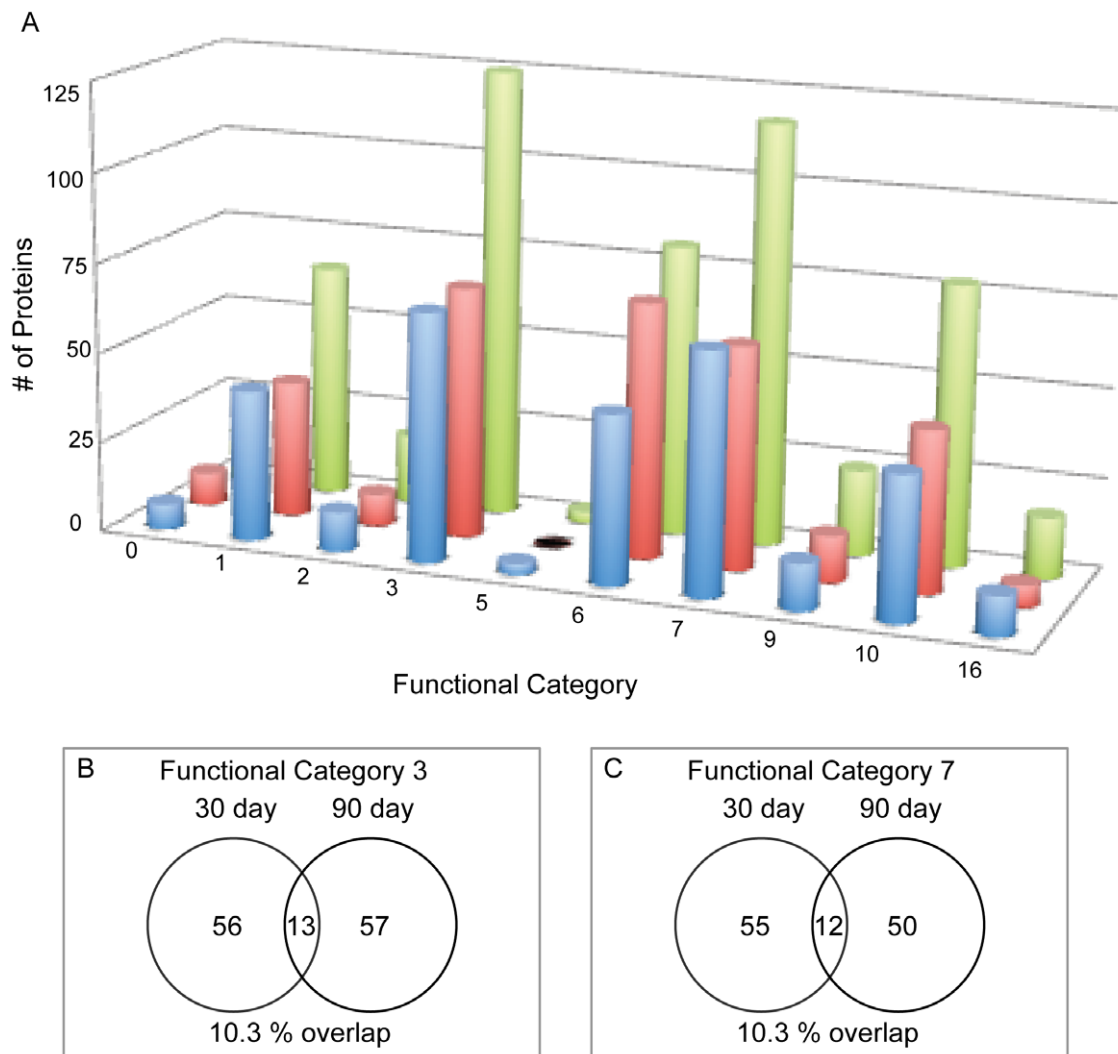 A
125
100
75
50
25
0
# of Proteins
0
1
2
3
5
6
7
9
10
16
Functional Category
B
Functional Category 3
30 day
90 day
56
13
57
10.3 % overlap
C
Functional Category 7
30 day
90 day
55
12
50
10.3 % overlap